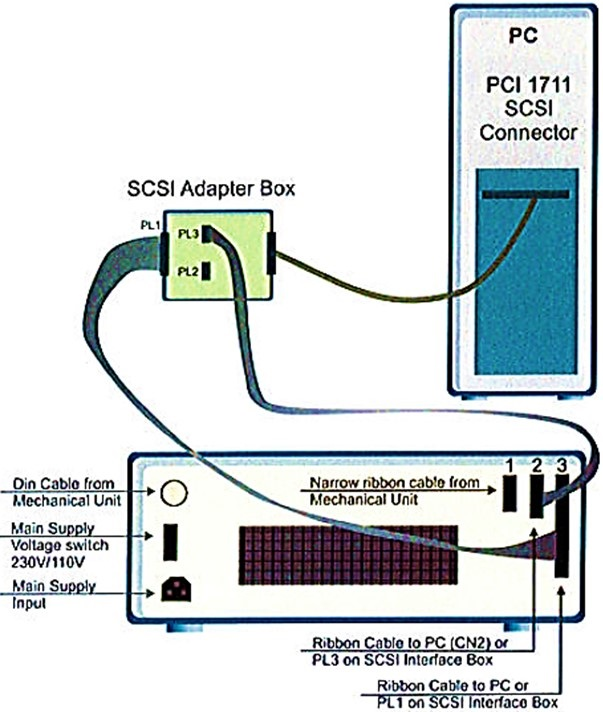 PC
PCI 1711
SCSI
Connector
SCSI Adapter Box
PL1
PL3
PL2
1 2 3
Din Cable from
Mechanical Unit
Narrow ribbon cable from
Mechanical Unit
Main Supply
Voltage switch
230V/110V
Main Supply
Input
Ribbon Cable to PC (CN2) or
PL3 on SCSI Interface Box
Ribbon Cable to PC or
PL1 on SCSI Interface Box